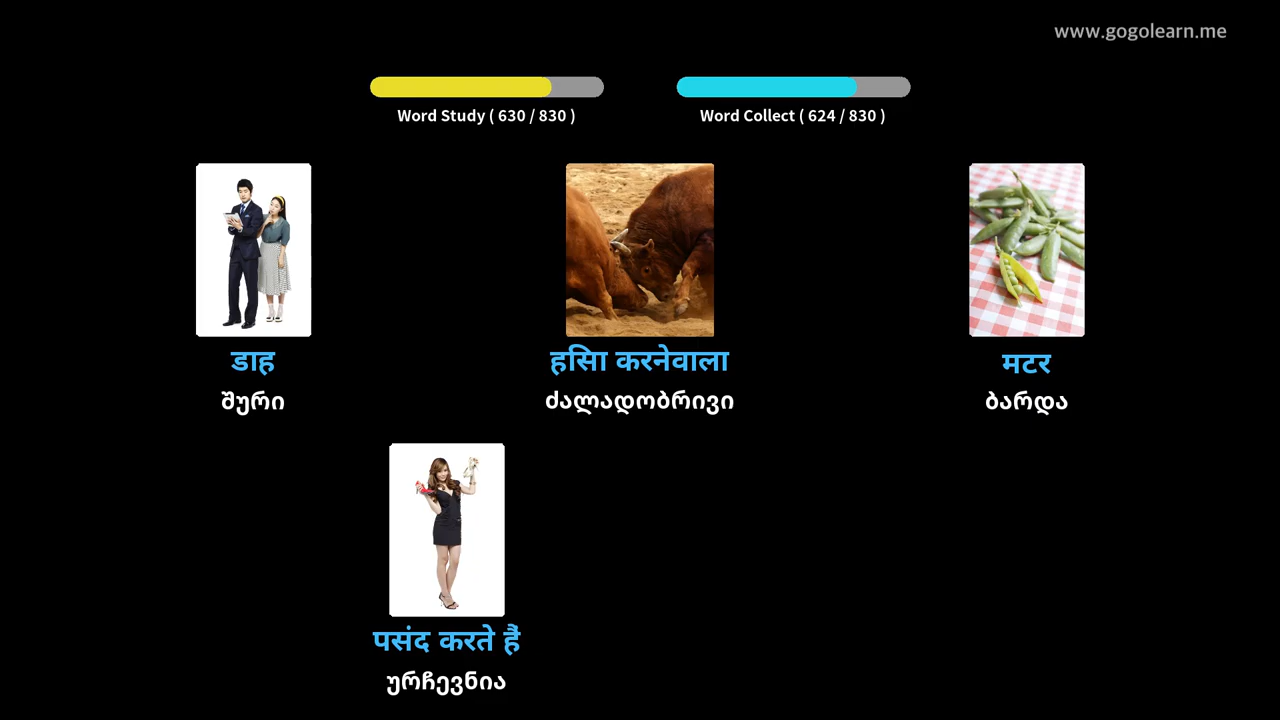 www.gogolearn.me
Word Study ( 630 / 830 )
Word Collect ( 624 / 830 )
डाह
शური
हिंसा करनेवाला
ძალადობრივი
मटर
ბარდა
पसंद करते हैं
ურჩევნია